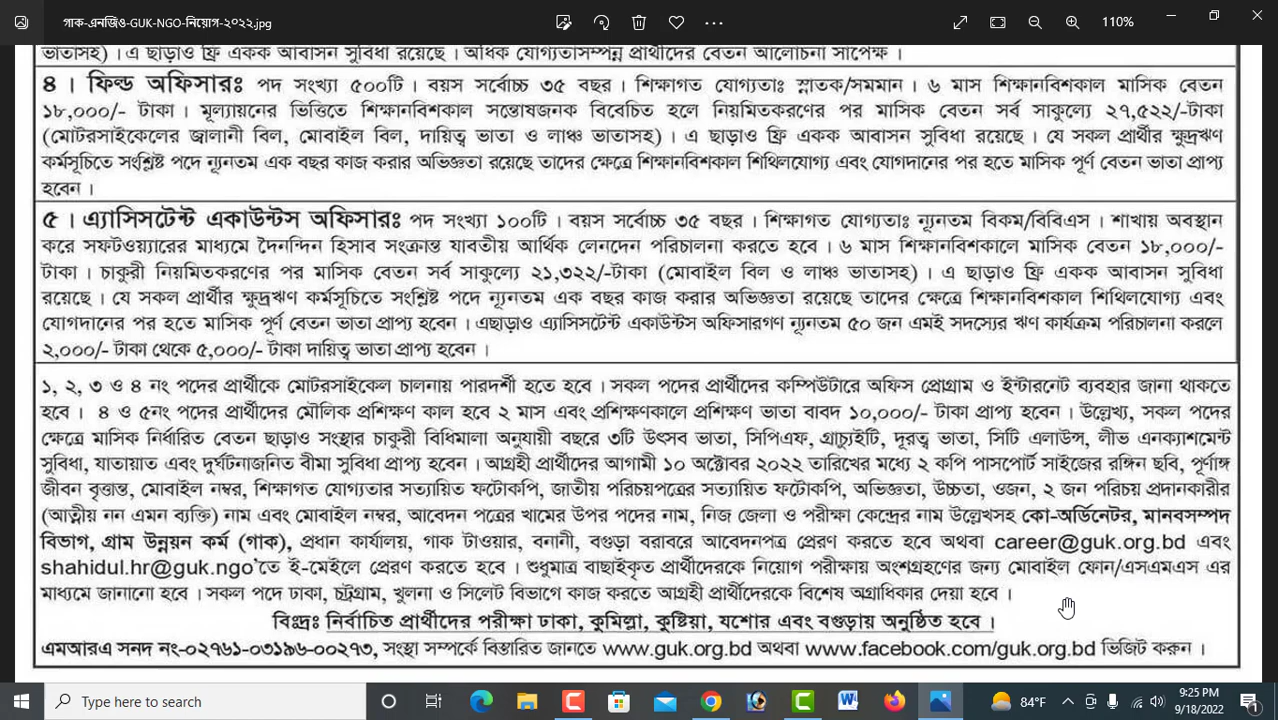 গাক-এনজিও-GUK-NGO-নিয়োগ-২০২২.jpg
110%
ভাতাসহ) । এ ছাড়াও ফ্রি একক আবাসন সুবিধা রয়েছে । অধিক যোগ্যতাসম্পন্ন প্রার্থীদের বেতন আলোচনা সাপেক্ষ ।
৪ । ফিল্ড অফিসারঃ পদ সংখ্যা ৫০০টি । বয়স সর্বোচ্চ ৩৫ বছর । শিক্ষাগত যোগ্যতাঃ স্নাতক/সমমান । ৬ মাস শিক্ষানবিশকাল মাসিক বেতন
১৮,০০০/- টাকা । মূল্যায়নের ভিত্তিতে শিক্ষানবিশকাল সন্তোষজনক বিবেচিত হলে নিয়মিতকরণের পর মাসিক বেতন সর্ব সাকুল্যে ২৭,৫২২/-টাকা
(মোটরসাইকেলের জ্বালানী বিল, মোবাইল বিল, দায়িত্ব ভাতা ও লাঞ্চ ভাতাসহ) । এ ছাড়াও ফ্রি একক আবাসন সুবিধা রয়েছে । যে সকল প্রার্থীর ক্ষুদ্রঋণ
কর্মসূচিতে সংশ্লিষ্ট পদে ন্যূনতম এক বছর কাজ করার অভিজ্ঞতা রয়েছে তাদের ক্ষেত্রে শিক্ষানবিশকাল শিথিলযোগ্য এবং যোগদানের পর হতে মাসিক পূর্ণ বেতন ভাতা প্রাপ্য
হবেন ।
৫ । এ্যাসিসটেন্ট একাউন্টস অফিসারঃ পদ সংখ্যা ১০০টি । বয়স সর্বোচ্চ ৩৫ বছর । শিক্ষাগত যোগ্যতাঃ ন্যূনতম বিকম/বিবিএস । শাখায় অবস্থান
করে সফটওয়্যারের মাধ্যমে দৈনন্দিন হিসাব সংক্রান্ত যাবতীয় আর্থিক লেনদেন পরিচালনা করতে হবে । ৬ মাস শিক্ষানবিশকালে মাসিক বেতন ১৮,০০০/-
টাকা । চাকুরী নিয়মিতকরণের পর মাসিক বেতন সর্ব সাকুল্যে ২১,৩২২/-টাকা (মোবাইল বিল ও লাঞ্চ ভাতাসহ) । এ ছাড়াও ফ্রি একক আবাসন সুবিধা
রয়েছে । যে সকল প্রার্থীর ক্ষুদ্রঋণ কর্মসূচিতে সংশ্লিষ্ট পদে ন্যূনতম এক বছর কাজ করার অভিজ্ঞতা রয়েছে তাদের ক্ষেত্রে শিক্ষানবিশকাল শিথিলযোগ্য এবং
যোগদানের পর হতে মাসিক পূর্ণ বেতন ভাতা প্রাপ্য হবেন । এছাড়াও এ্যাসিসটেন্ট একাউন্টস অফিসারগণ ন্যূনতম ৫০ জন এমই সদস্যের ঋণ কার্যক্রম পরিচালনা করলে
২,০০০/- টাকা থেকে ৫,০০০/- টাকা দায়িত্ব ভাতা প্রাপ্য হবেন ।
১, ২, ৩ ও ৪ নং পদের প্রার্থীকে মোটরসাইকেল চালনায় পারদর্শী হতে হবে । সকল পদের প্রার্থীদের কম্পিউটারে অফিস প্রোগ্রাম ও ইন্টারনেট ব্যবহার জানা থাকতে
হবে । ৪ ও ৫নং পদের প্রার্থীদের মৌলিক প্রশিক্ষণ কাল হবে ২ মাস এবং প্রশিক্ষণকালে প্রশিক্ষণ ভাতা বাবদ ১০,০০০/- টাকা প্রাপ্য হবেন । উল্লেখ্য, সকল পদের
ক্ষেত্রে মাসিক নির্ধারিত বেতন ছাড়াও সংস্থার চাকুরী বিধিমালা অনুযায়ী বছরে ৩টি উৎসব ভাতা, সিপিএফ, গ্রাচ্যুইটি, দূরত্ব ভাতা, সিটি এলাউন্স, লীভ এনক্যাশমেন্ট
সুবিধা, যাতায়াত এবং দুর্ঘটনাজনিত বীমা সুবিধা প্রাপ্য হবেন । আগ্রহী প্রার্থীদের আগামী ১০ অক্টোবর ২০২২ তারিখের মধ্যে ২ কপি পাসপোর্ট সাইজের রঙ্গিন ছবি, পূর্ণাঙ্গ
জীবন বৃত্তান্ত, মোবাইল নম্বর, শিক্ষাগত যোগ্যতার সত্যায়িত ফটোকপি, জাতীয় পরিচয়পত্রের সত্যায়িত ফটোকপি, অভিজ্ঞতা, উচ্চতা, ওজন, ২ জন পরিচয় প্রদানকারীর
(আত্নীয় নন এমন ব্যক্তি) নাম এবং মোবাইল নম্বর, আবেদন পত্রের খামের উপর পদের নাম, নিজ জেলা ও পরীক্ষা কেন্দ্রের নাম উল্লেখসহ কো-অর্ডিনেটর, মানবসম্পদ
বিভাগ, গ্রাম উন্নয়ন কর্ম (গাক), প্রধান কার্যালয়, গাক টাওয়ার, বনানী, বগুড়া বরাবরে আবেদনপত্র প্রেরণ করতে হবে অথবা career@guk.org.bd এবং
shahidul.hr@guk.ngo'তে ই-মেইলে প্রেরণ করতে হবে । শুধুমাত্র বাছাইকৃত প্রার্থীদেরকে নিয়োগ পরীক্ষায় অংশগ্রহণের জন্য মোবাইল ফোন/এসএমএস এর
মাধ্যমে জানানো হবে । সকল পদে ঢাকা, চট্রগ্রাম, খুলনা ও সিলেট বিভাগে কাজ করতে আগ্রহী প্রার্থীদেরকে বিশেষ অগ্রাধিকার দেয়া হবে ।
বিঃদ্রঃ নির্বাচিত প্রার্থীদের পরীক্ষা ঢাকা, কুমিল্লা, কুষ্টিয়া, যশোর এবং বগুড়ায় অনুষ্ঠিত হবে ।
এমআরএ সনদ নং-০২৭৬১-০৩১৯৬-০০২৭৩, সংস্থা সম্পর্কে বিস্তারিত জানতে www.guk.org.bd অথবা www.facebook.com/guk.org.bd ভিজিট করুন ।
Type here to search
84°F
9:25 PM
9/18/2022
1